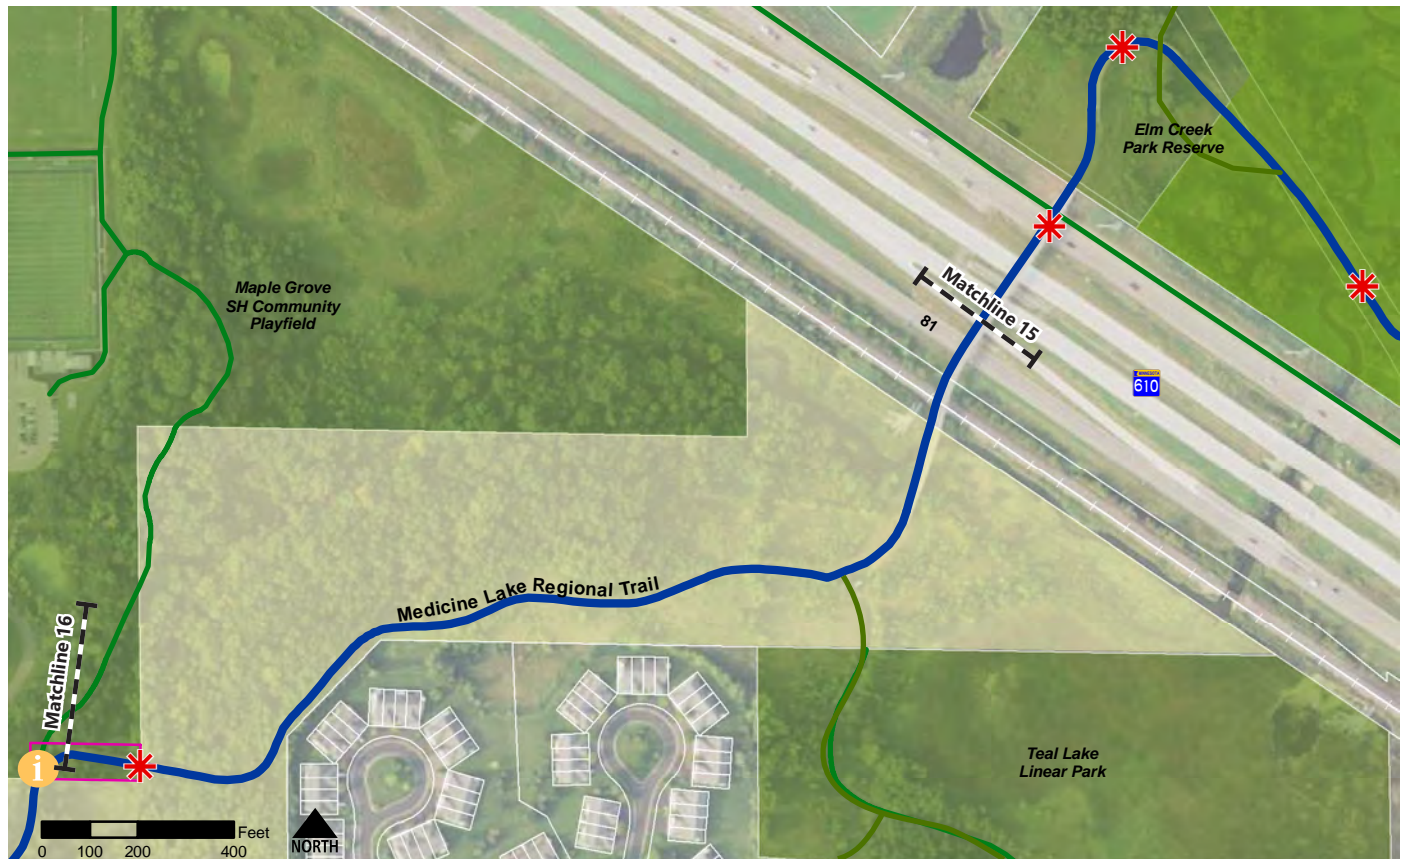 Elm Creek
Park Reserve
Maple Grove
SH Community
Playfield
Matchline 15
81
MINNESOTA
610
Medicine Lake Regional Trail
Matchline 16
i
Teal Lake
Linear Park
Feet
0 100 200 400
NORTH